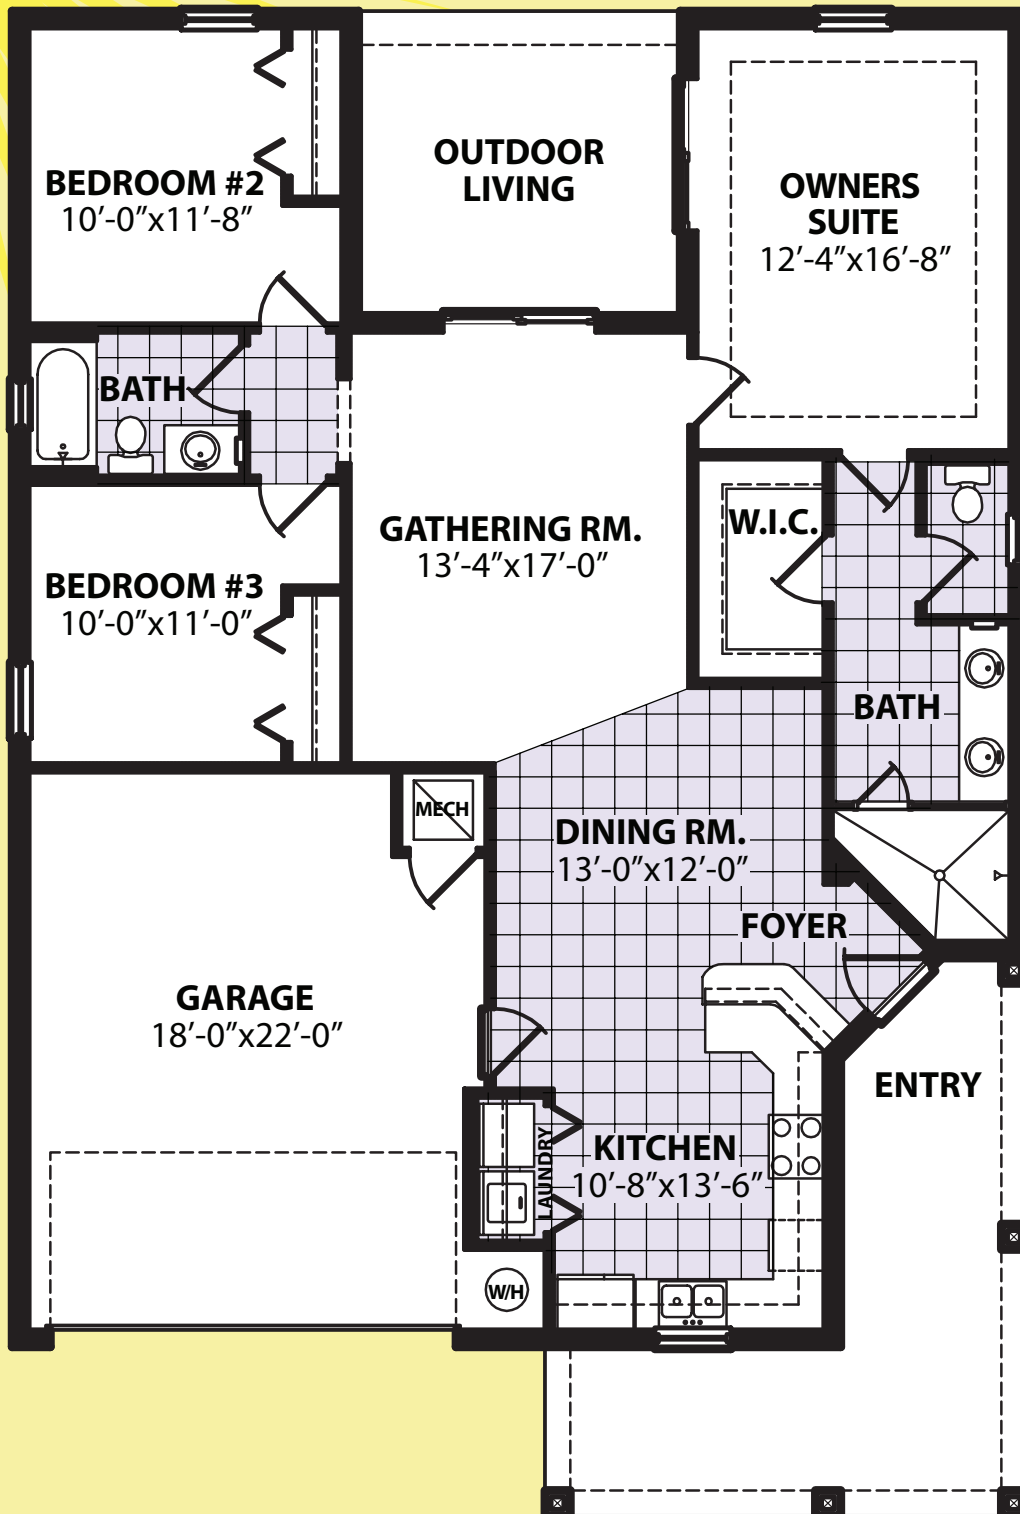 OUTDOOR
LIVING
BEDROOM #2
10′-0″x11′-8″
OWNERS
SUITE
12′-4″x16′-8″
BATH
GATHERING RM.
13′-4″x17′-0″
W.I.C.
BEDROOM #3
10′-0″x11′-0″
BATH
MECH
DINING RM.
13′-0″x12′-0″
FOYER
GARAGE
18′-0″x22′-0″
ENTRY
LAUNDRY
KITCHEN
10′-8″x13′-6″
W/H